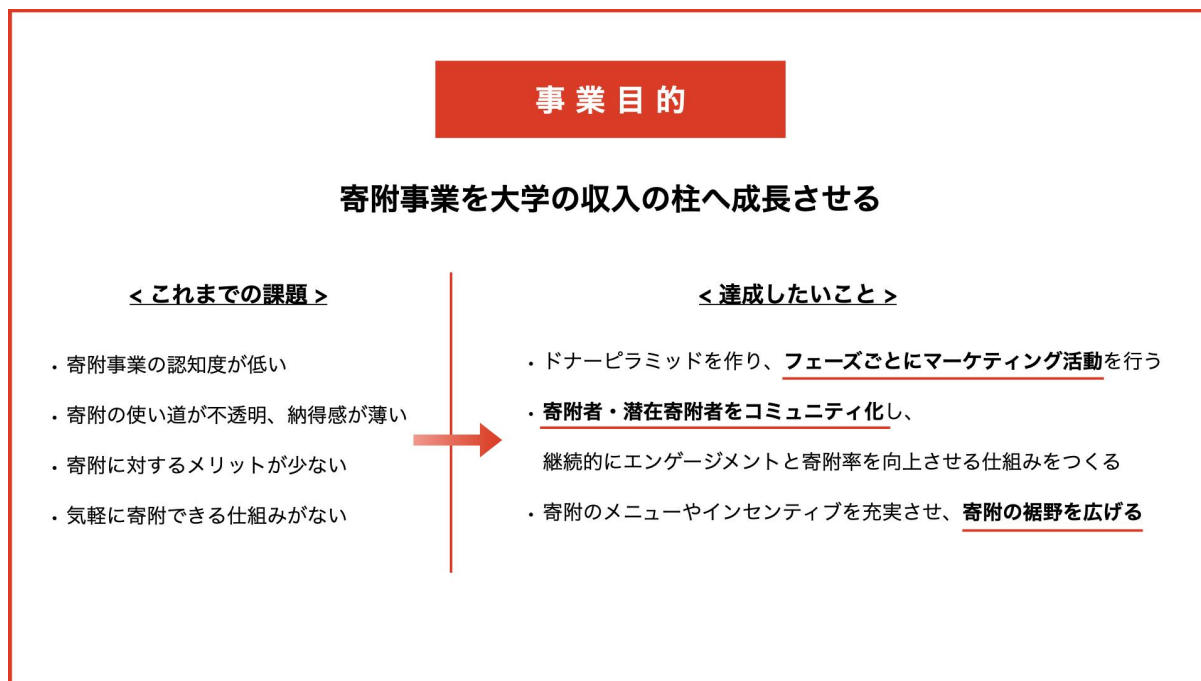 事業目的
寄附事業を大学の収入の柱へ成長させる
< これまでの課題 >
・寄附事業の認知度が低い
・寄附の使い道が不透明、納得感が薄い
・寄附に対するメリットが少ない
・気軽に寄附できる仕組みがない
< 達成したいこと >
・ドナーピラミッドを作り、フェーズごとにマーケティング活動を行う
・寄附者・潜在寄附者をコミュニティ化し、
継続的にエンゲージメントと寄附率を向上させる仕組みをつくる
・寄附のメニューやインセンティブを充実させ、寄附の裾野を広げる